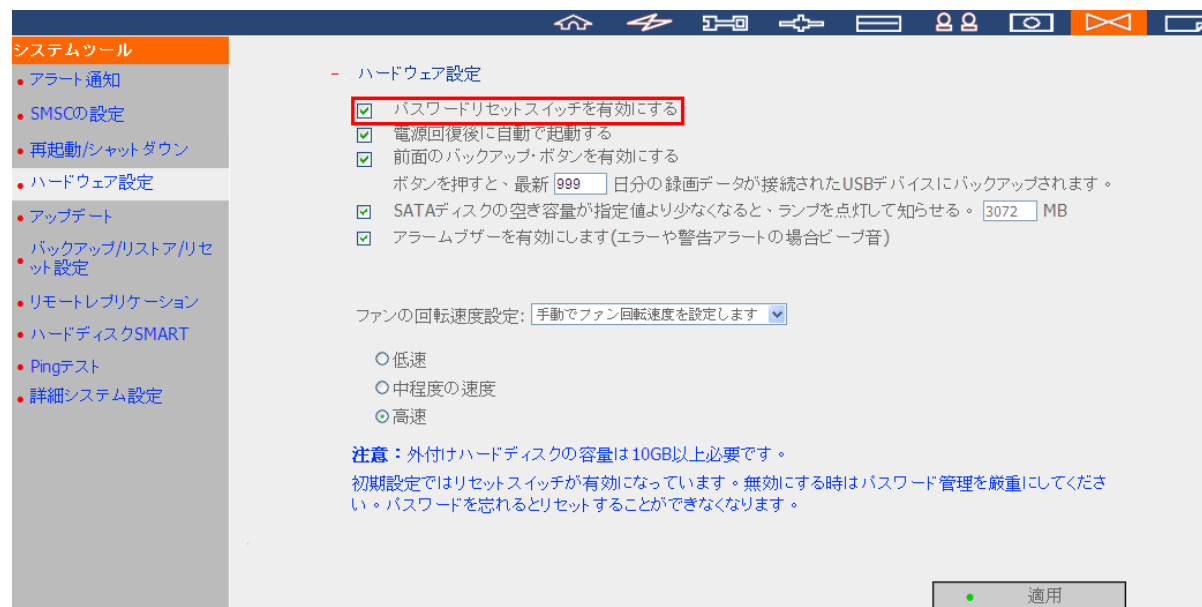 システムツール
アラート通知
SMSCの設定
再起動/シャットダウン
ハードウェア設定
アップデート
バックアップ/リストア/リセ
ット設定
リモートレプリケーション
ハードディスクSMART
Pingテスト
詳細システム設定
- ハードウェア設定
パスワードリセットスイッチを有効にする
電源回復後に自動で起動する
前面のバックアップ・ボタンを有効にする
ボタンを押すと、最新 999 日分の録画データが接続されたUSBデバイスにバックアップされます。
SATAディスクの空き容量が指定値より少なくなると、ランプを点灯して知らせる。 3072 MB
アラームブザーを有効にします(エラーや警告アラートの場合ビープ音)
ファンの回転速度設定: 手動でファン回転速度を設定します
低速
中程度の速度
高速
注意：外付けハードディスクの容量は10GB以上必要です。
初期設定ではリセットスイッチが有効になっています。無効にする時はパスワード管理を厳重にしてくださ
い。パスワードを忘れるとリセットすることができなくなります。
適用